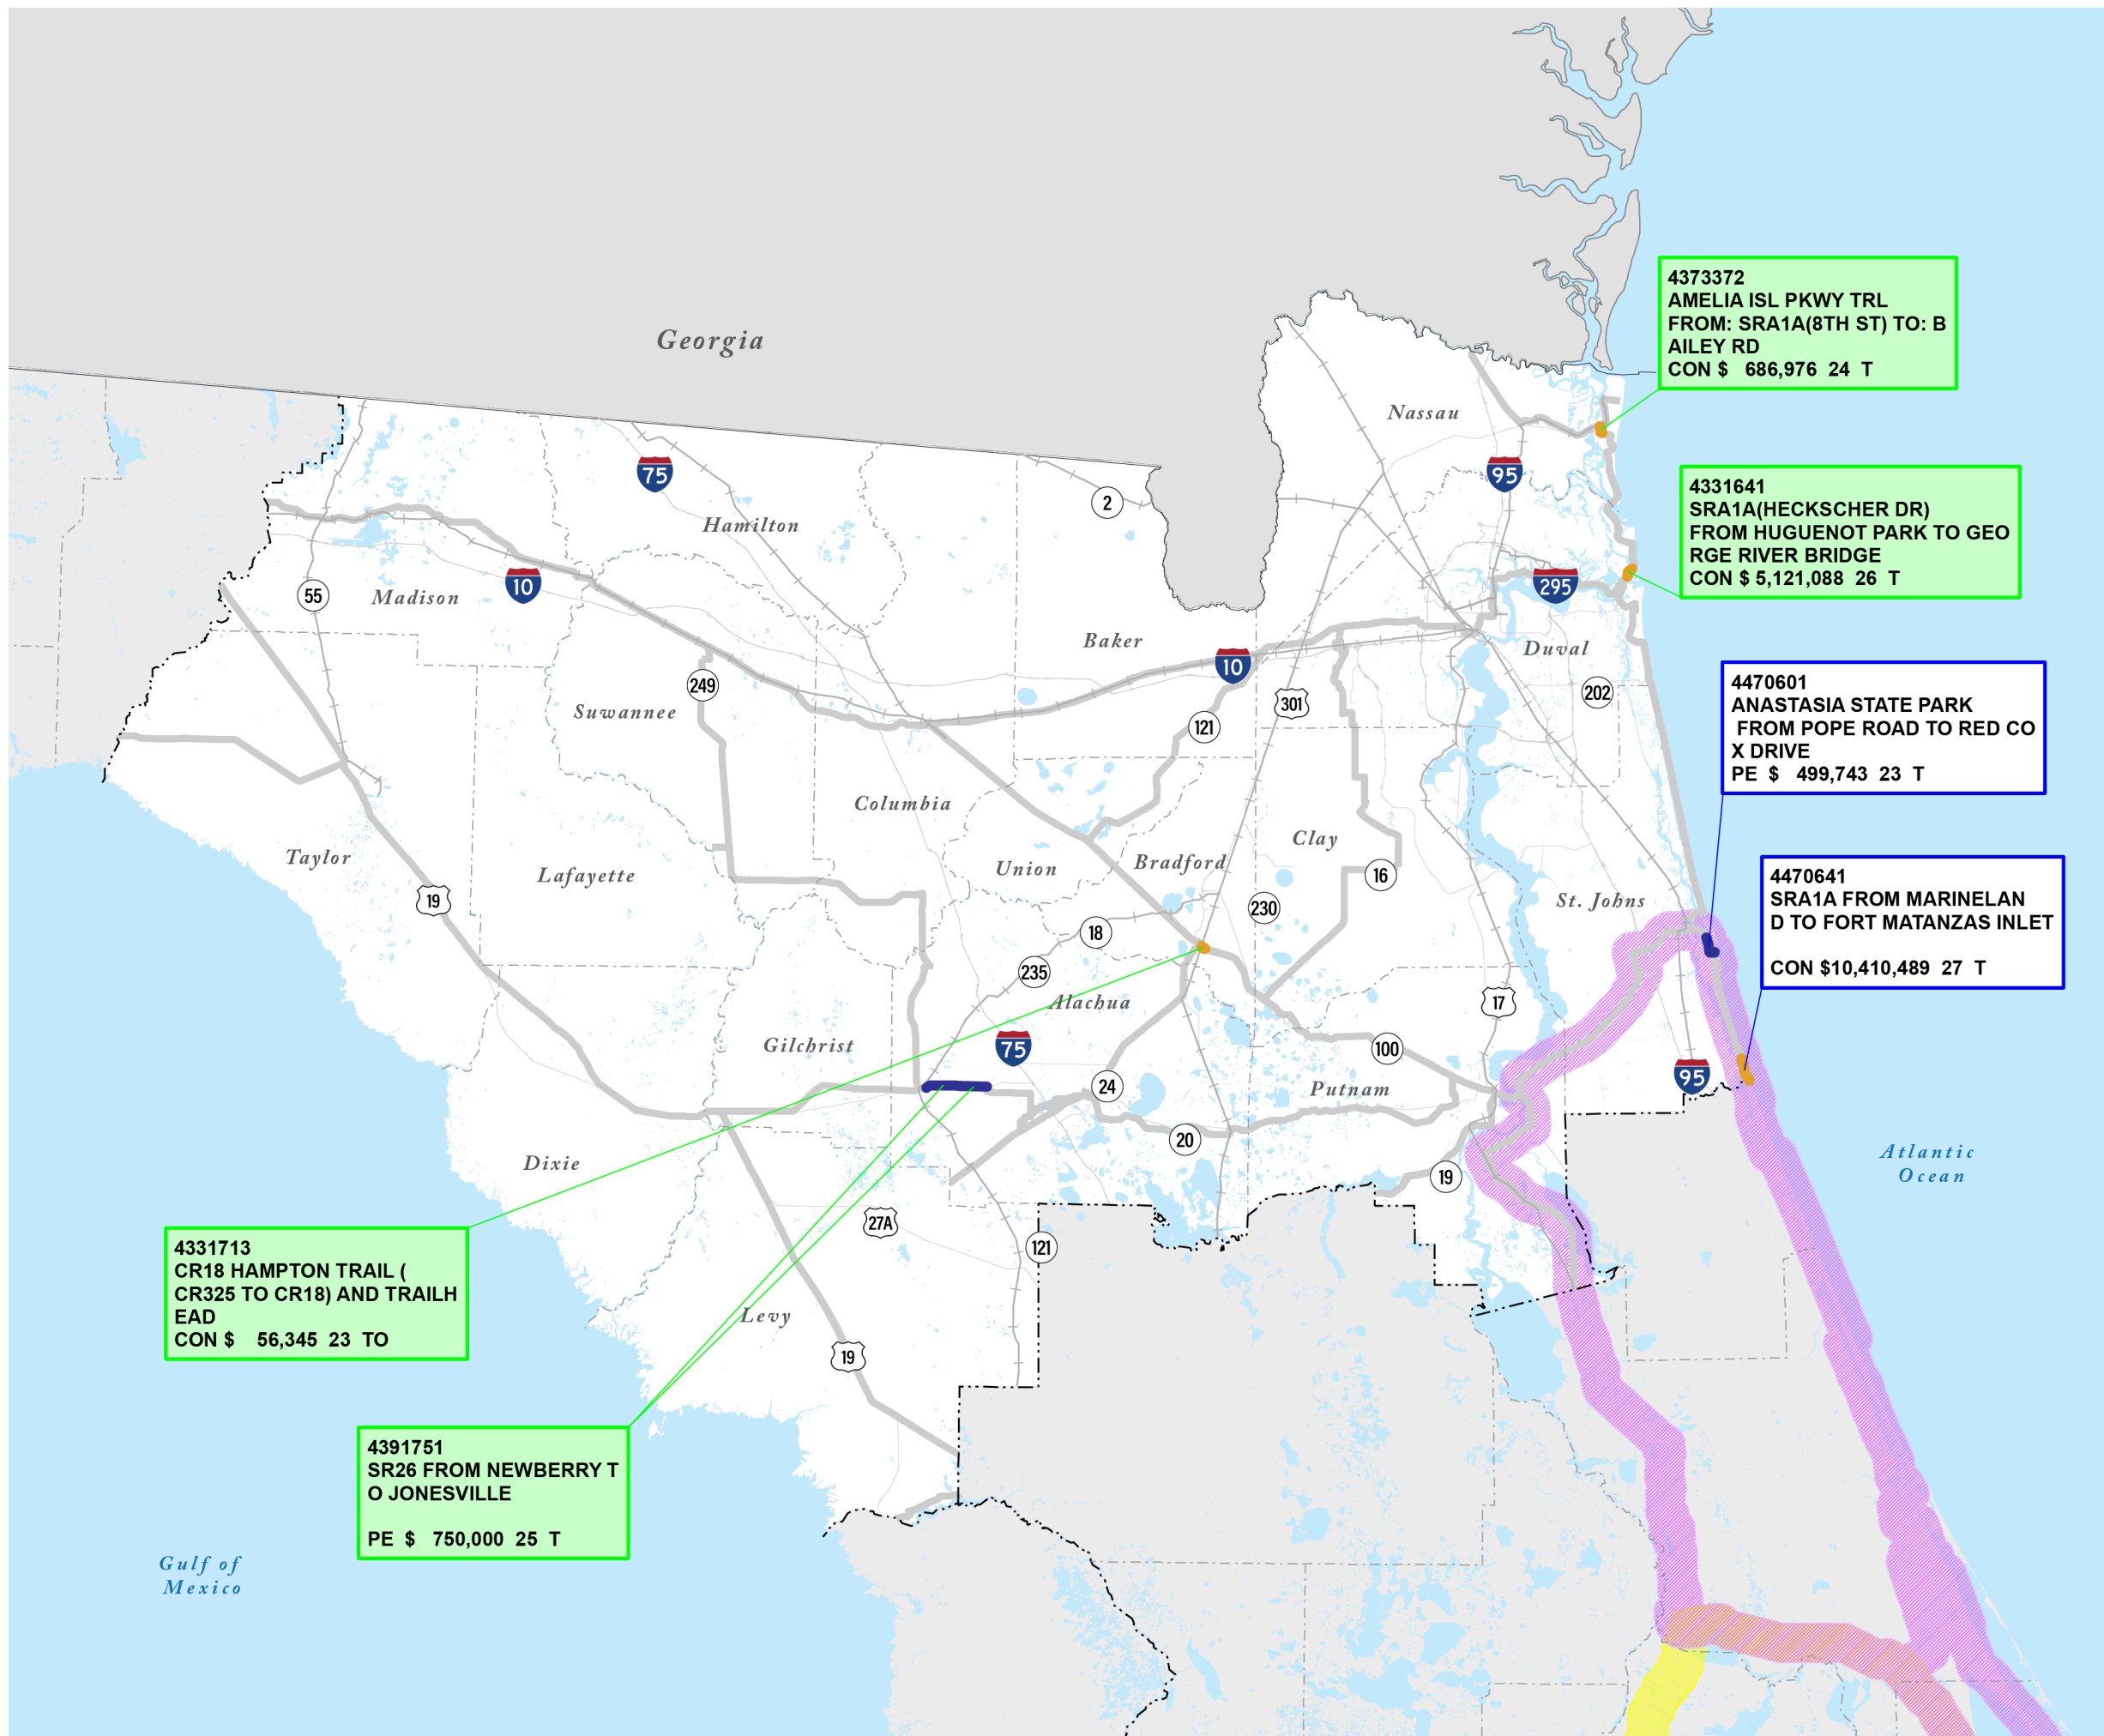 Georgia
4373372
AMELIA ISL PKWY TRL
FROM: SRA1A(8TH ST) TO: B
AILEY RD
CON $   686,976  24  T
Nassau
75
95
2
Hamilton
4331641
SRA1A(HECKSCHER DR)
FROM HUGUENOT PARK TO GEO
RGE RIVER BRIDGE
CON $ 5,121,088  26  T
55
Madison
10
295
Baker
10
Duval
249
Suwannee
202
301
121
4470601
ANASTASIA STATE PARK
FROM POPE ROAD TO RED CO
X DRIVE
PE  $   499,743  23  T
Columbia
Clay
Taylor
Lafayette
Union
Bradford
16
19
230
St. Johns
4470641
SRA1A FROM MARINELAN
D TO FORT MATANZAS INLET
CON $10,410,489  27  T
18
235
Alachua
17
Gilchrist
75
100
95
24
Putnam
20
Dixie
19
Atlantic
Ocean
27A
121
4331713
CR18 HAMPTON TRAIL (
CR325 TO CR18) AND TRAILH
EAD
CON $    56,345  23  TO
Levy
19
4391751
SR26 FROM NEWBERRY T
O JONESVILLE
PE  $   750,000  25  T
Gulf of
Mexico